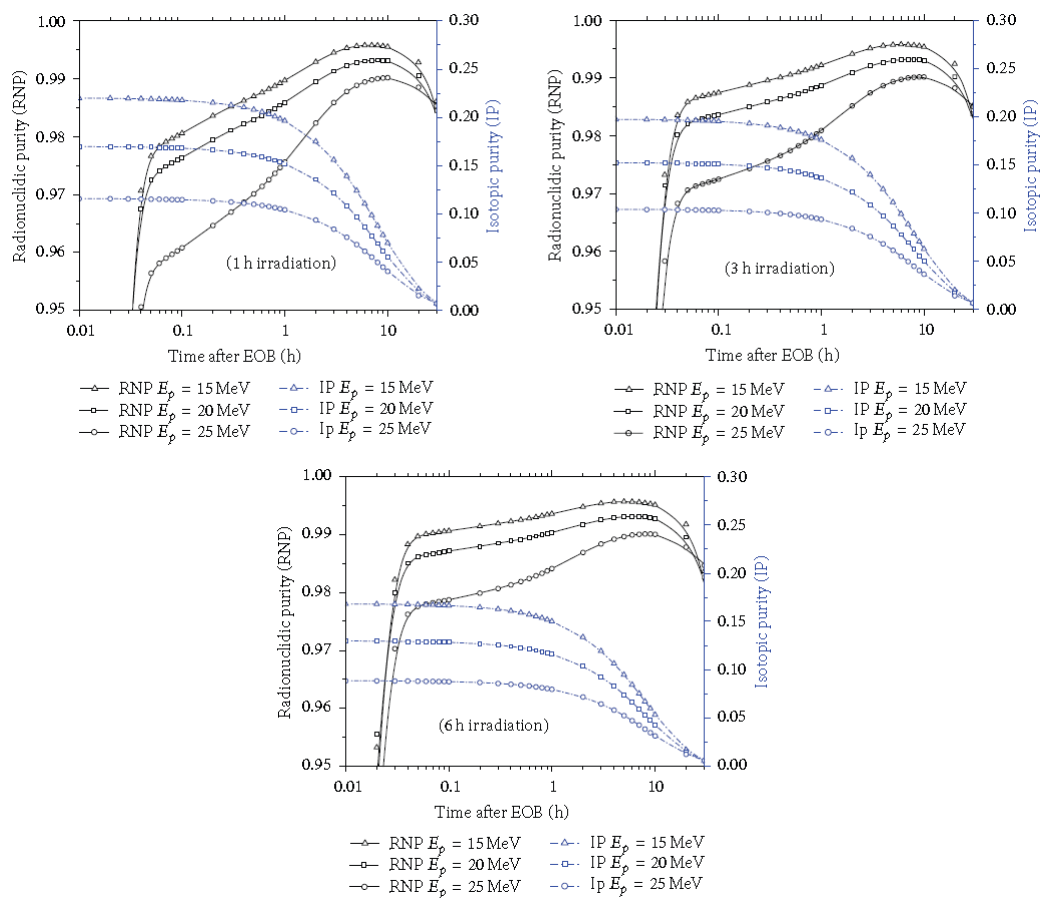 1.00
0.99
0.98
0.97
0.96
0.95
Radionuclidic purity (RNP)
0.30
0.25
0.20
0.15
0.10
0.05
0.00
Isotopic purity (IP)
(1 h irradiation)
0.01
0.1
1
10
Time after EOB (h)
RNP Ep = 15 MeV
RNP Ep = 20 MeV
RNP Ep = 25 MeV
IP Ep = 15 MeV
IP Ep = 20 MeV
Ip Ep = 25 MeV
1.00
0.99
0.98
0.97
0.96
0.95
Radionuclidic purity (RNP)
0.30
0.25
0.20
0.15
0.10
0.05
0.00
Isotopic purity (IP)
(3 h irradiation)
0.01
0.1
1
10
Time after EOB (h)
RNP Ep = 15 MeV
RNP Ep = 20 MeV
RNP Ep = 25 MeV
IP Ep = 15 MeV
IP Ep = 20 MeV
Ip Ep = 25 MeV
1.00
0.99
0.98
0.97
0.96
0.95
Radionuclidic purity (RNP)
0.30
0.25
0.20
0.15
0.10
0.05
0.00
Isotopic purity (IP)
(6 h irradiation)
0.01
0.1
1
10
Time after EOB (h)
RNP Ep = 15 MeV
RNP Ep = 20 MeV
RNP Ep = 25 MeV
IP Ep = 15 MeV
IP Ep = 20 MeV
Ip Ep = 25 MeV